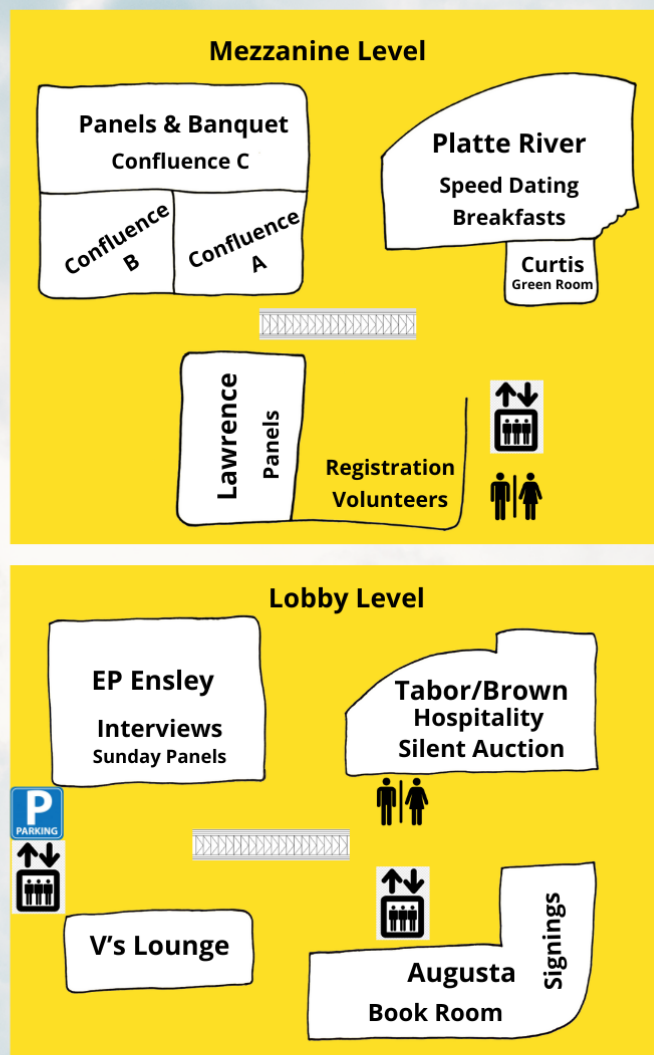 Mezzanine Level
Panels & Banquet
Confluence C
Confluence
B
Confluence
A
Platte River
Speed Dating
Breakfasts
Curtis
Green Room
Lawrence
Panels
Registration
Volunteers
Lobby Level
EP Ensley
Interviews
Sunday Panels
Tabor/Brown
Hospitality
Silent Auction
P
PARKING
V's Lounge
Augusta
Book Room
Signings